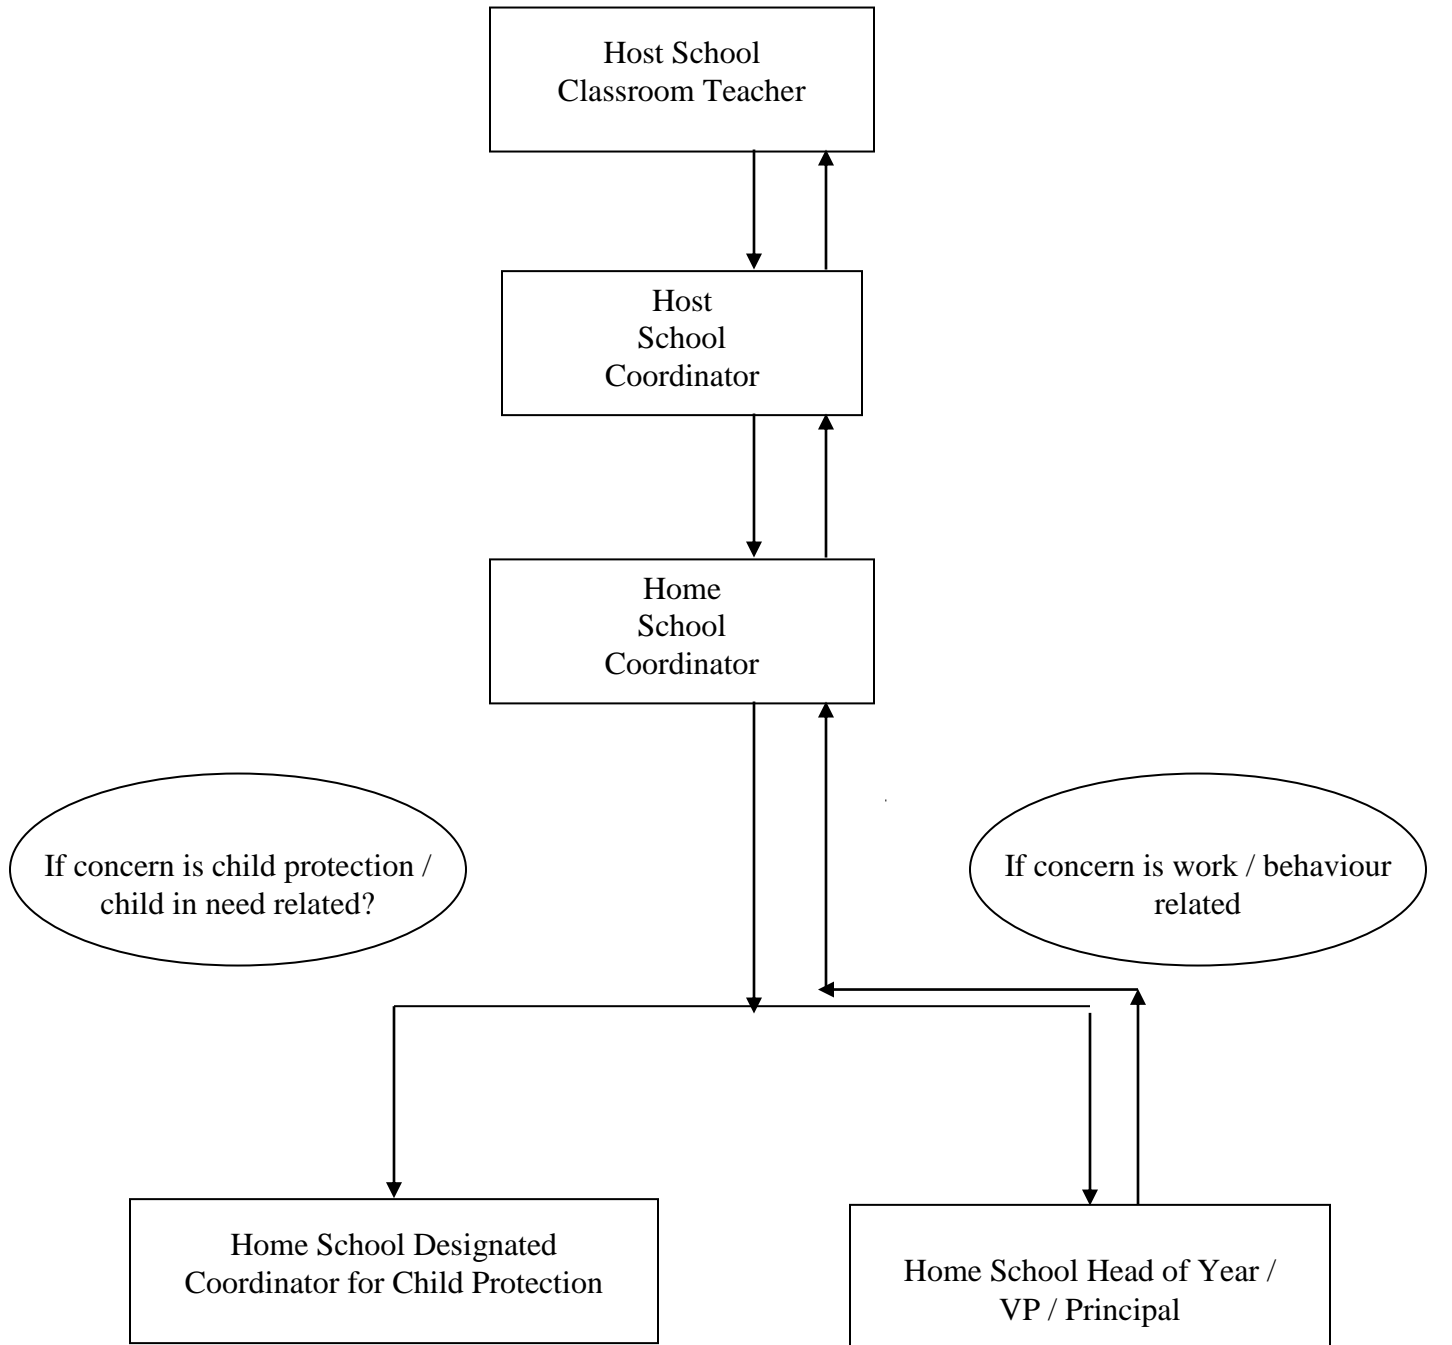 Host School
Classroom Teacher
Host
School
Coordinator
Home
School
Coordinator
If concern is child protection /
child in need related?
If concern is work / behaviour
related
Home School Designated
Coordinator for Child Protection
Home School Head of Year /
VP / Principal